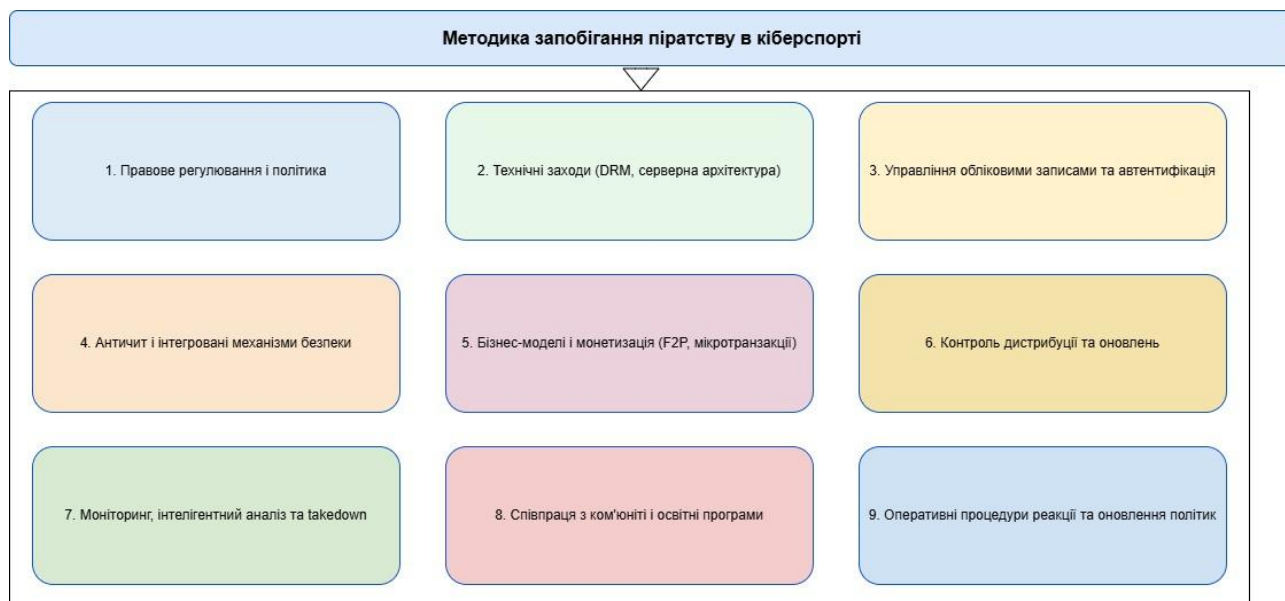 Методика запобігання піратству в кіберспорті
1. Правове регулювання і політика
2. Технічні заходи (DRM, серверна архітектура)
3. Управління обліковими записами та автентифікація
4. Античит і інтегровані механізми безпеки
5. Бізнес-моделі і монетизація (F2P, мікротранзакції)
6. Контроль дистрибуції та оновлень
7. Моніторинг, інтелігентний аналіз та takedown
8. Співпраця з ком'юніті і освітні програми
9. Оперативні процедури реакції та оновлення політик